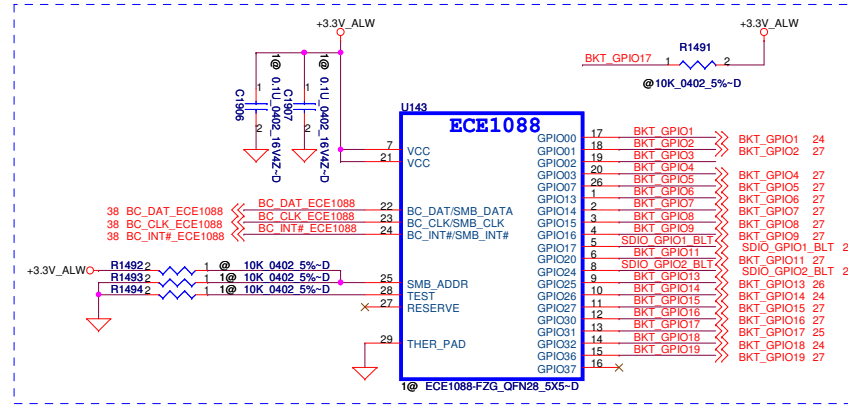 +3.3V_ALW
+3.3V_ALW
BKT_GPIO17 1 R1491 2
@10K_0402_5%~D
1 C1906 2 1@ 0.1U_0402_16V4Z~D
1 C1907 2 1@ 0.1U_0402_16V4Z~D
U143
ECE1088
7 VCC
21 VCC
38 BC_DAT_ECE1088 BC_DAT_ECE1088 22 BC_DAT/SMB_DATA
38 BC_CLK_ECE1088 BC_CLK_ECE1088 23 BC_CLK/SMB_CLK
38 BC_INT#_ECE1088 BC_INT#_ECE1088 24 BC_INT#/SMB_INT#
+3.3V_ALW R1492 2 1 @ 10K_0402_5%~D
R1493 2 1 1@ 10K_0402_5%~D 25 SMB_ADDR
R1494 2 1 1@ 10K_0402_5%~D 28 TEST
27 RESERVE
29 THER_PAD
GPIO00 17 BKT_GPIO1 BKT_GPIO1 24
GPIO01 18 BKT_GPIO2 BKT_GPIO2 27
GPIO02 19 BKT_GPIO3
GPIO03 20 BKT_GPIO4 BKT_GPIO4 27
GPIO07 26 BKT_GPIO5 BKT_GPIO5 27
GPIO13 1 BKT_GPIO6 BKT_GPIO6 27
GPIO14 2 BKT_GPIO7 BKT_GPIO7 27
GPIO15 3 BKT_GPIO8 BKT_GPIO8 27
GPIO16 4 BKT_GPIO9 BKT_GPIO9 27
GPIO17 5 SDIO_GPIO1_BLT SDIO_GPIO1_BLT 2
GPIO20 6 BKT_GPIO11 BKT_GPIO11 27
GPIO24 8 SDIO_GPIO2_BLT SDIO_GPIO2_BLT 2
GPIO25 9 BKT_GPIO13 BKT_GPIO13 26
GPIO26 10 BKT_GPIO14 BKT_GPIO14 24
GPIO27 11 BKT_GPIO15 BKT_GPIO15 27
GPIO30 12 BKT_GPIO16 BKT_GPIO16 27
GPIO31 13 BKT_GPIO17 BKT_GPIO17 25
GPIO32 14 BKT_GPIO18 BKT_GPIO18 24
GPIO36 15 BKT_GPIO19 BKT_GPIO19 27
GPIO37 16
1@ ECE1088-FZG_QFN28_5X5~D